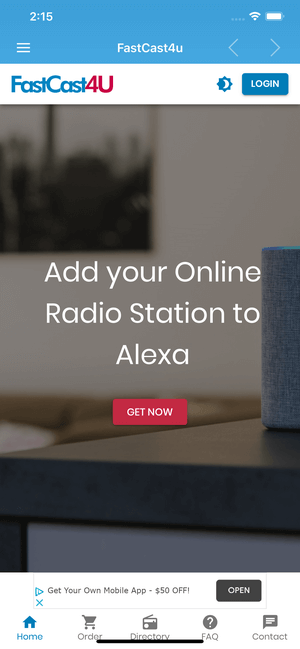 2:15
FastCast4u
FastCast4U
LOGIN
Add your Online
Radio Station to
Alexa
GET NOW
Get Your Own Mobile App - $50 OFF!
OPEN
Home
Order
Directory
FAQ
Contact